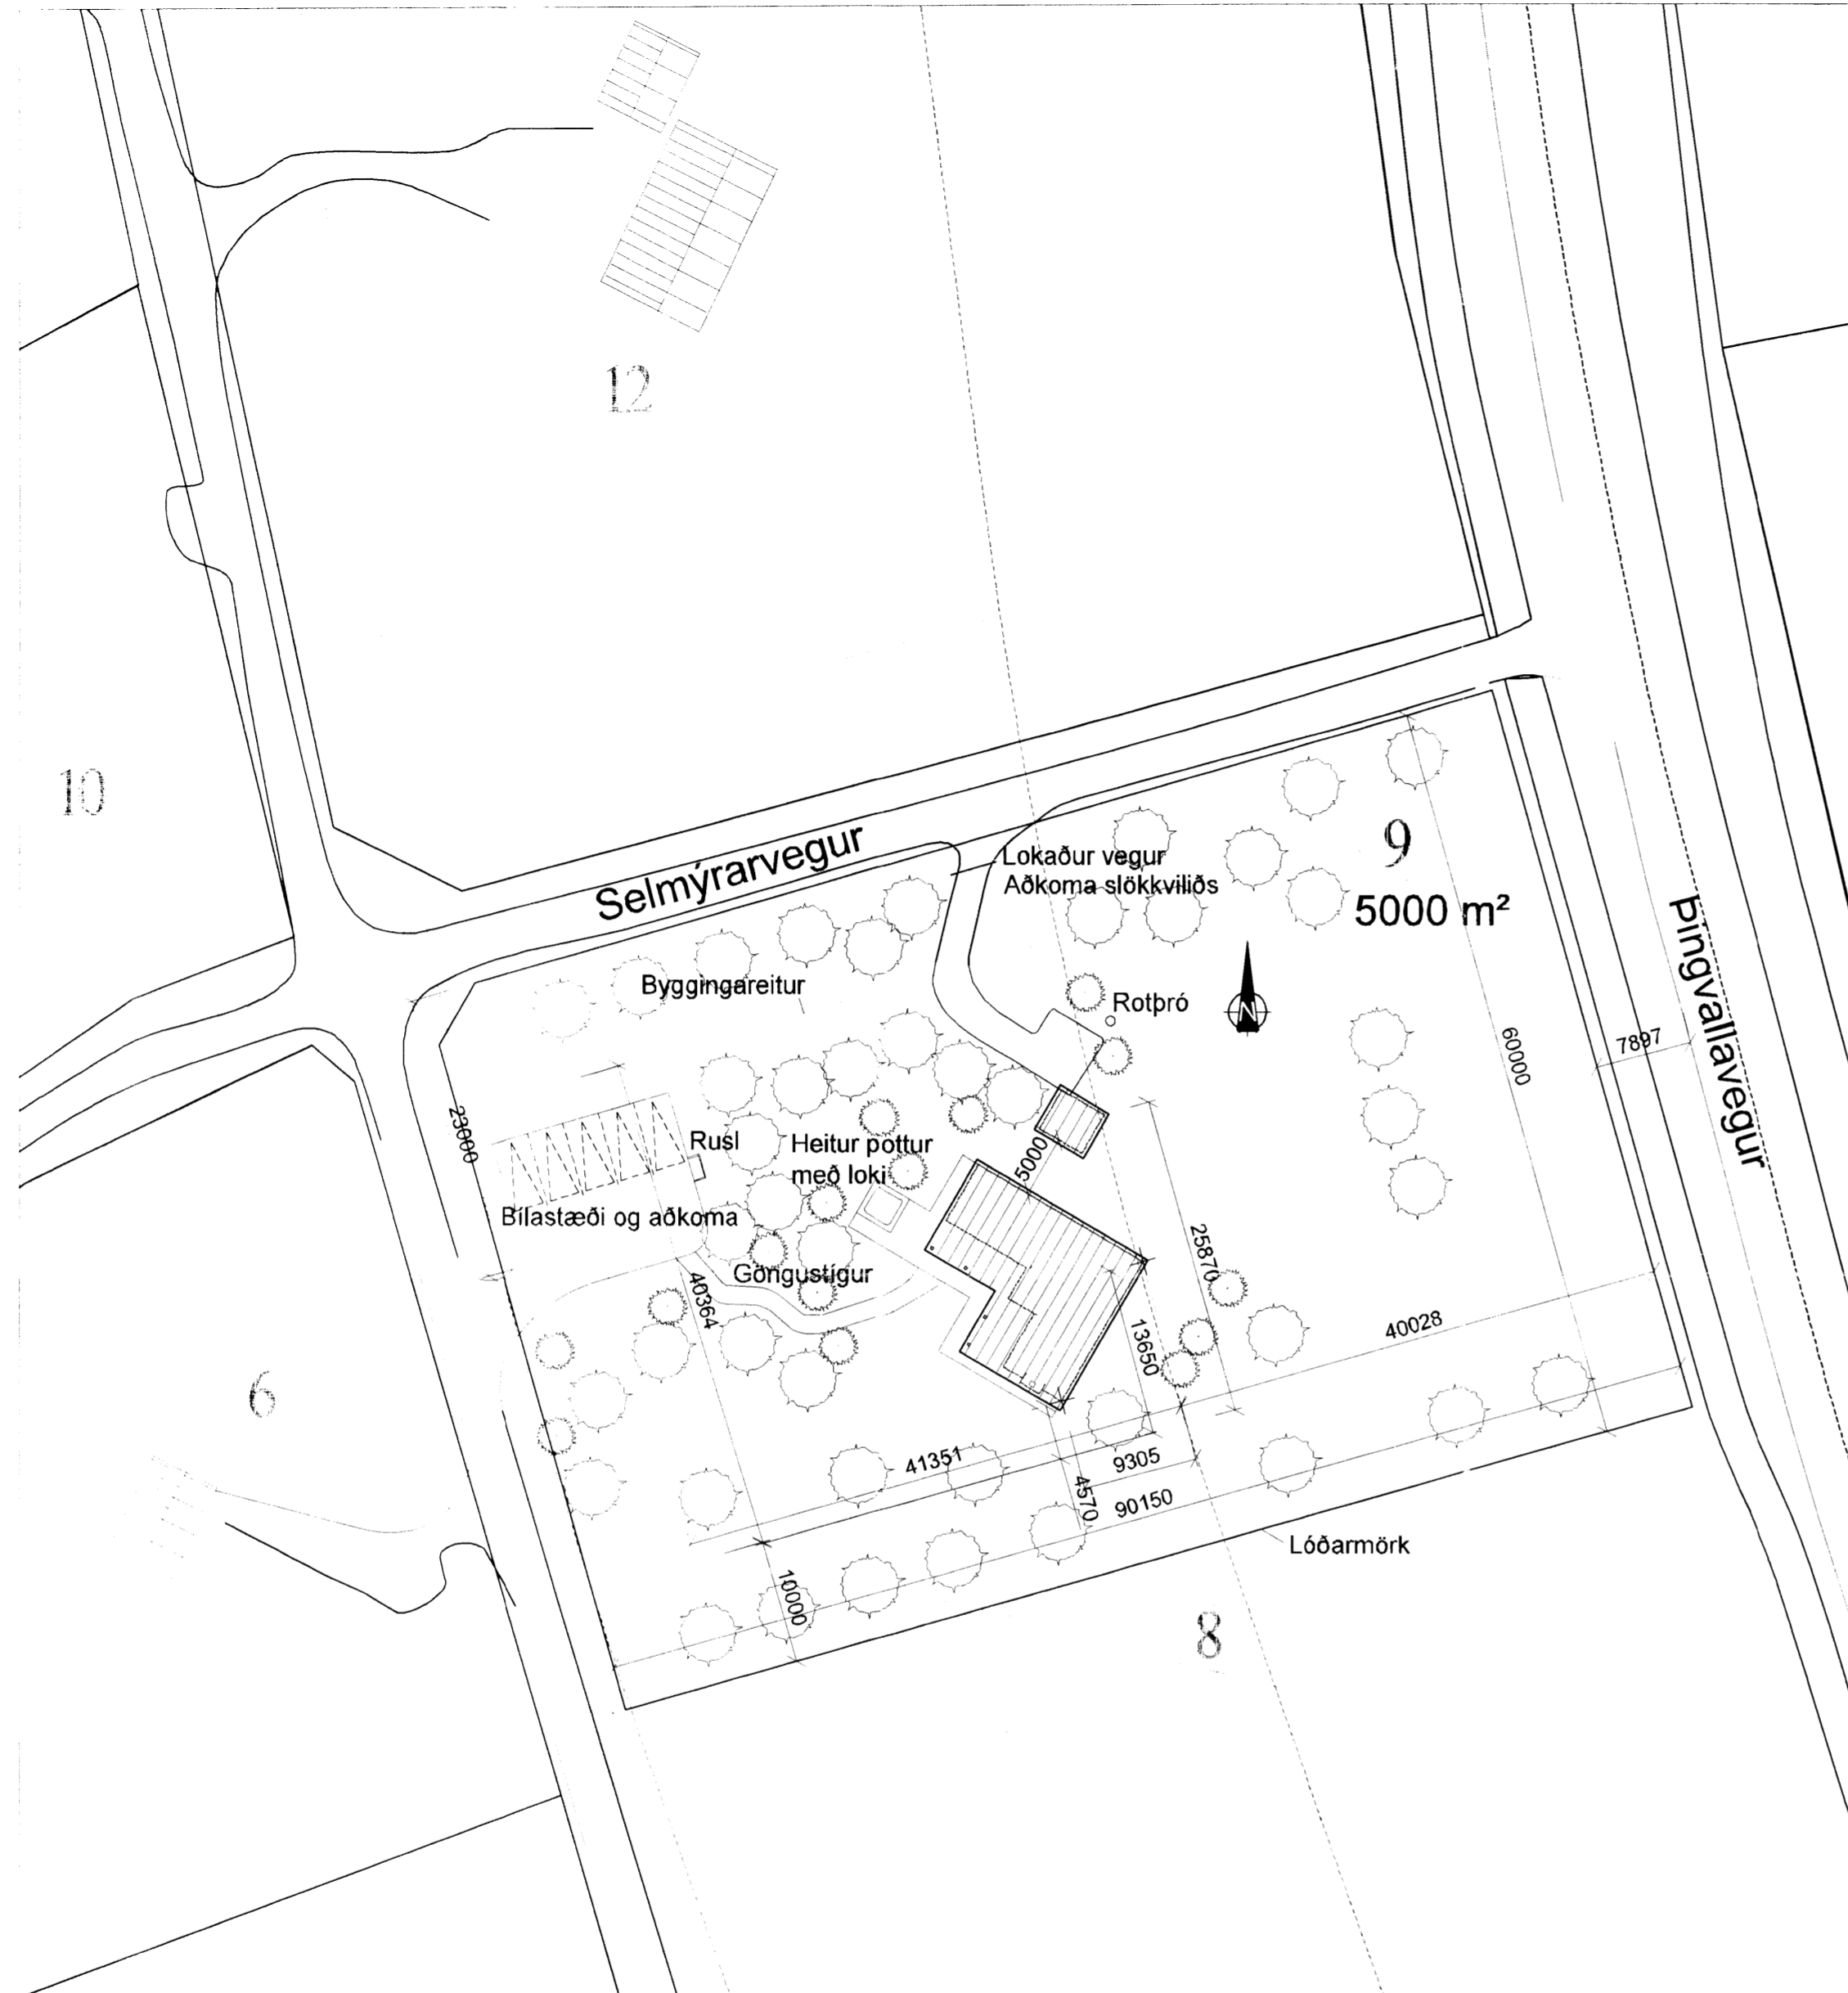 12
10
Selmýrarvegur
Lokaður vegur
Aðkoma slökkviliðs
9
5000 m²
Þingvallavegur
Byggingareitur
Rotþró
N
60000
7897
23000
Rusl
Heitur pottur
með loki
5000
Bílastæði og aðkoma
25870
Göngustígur
40364
13650
40028
6
41351
9305
4570
90150
Lóðarmörk
10000
8